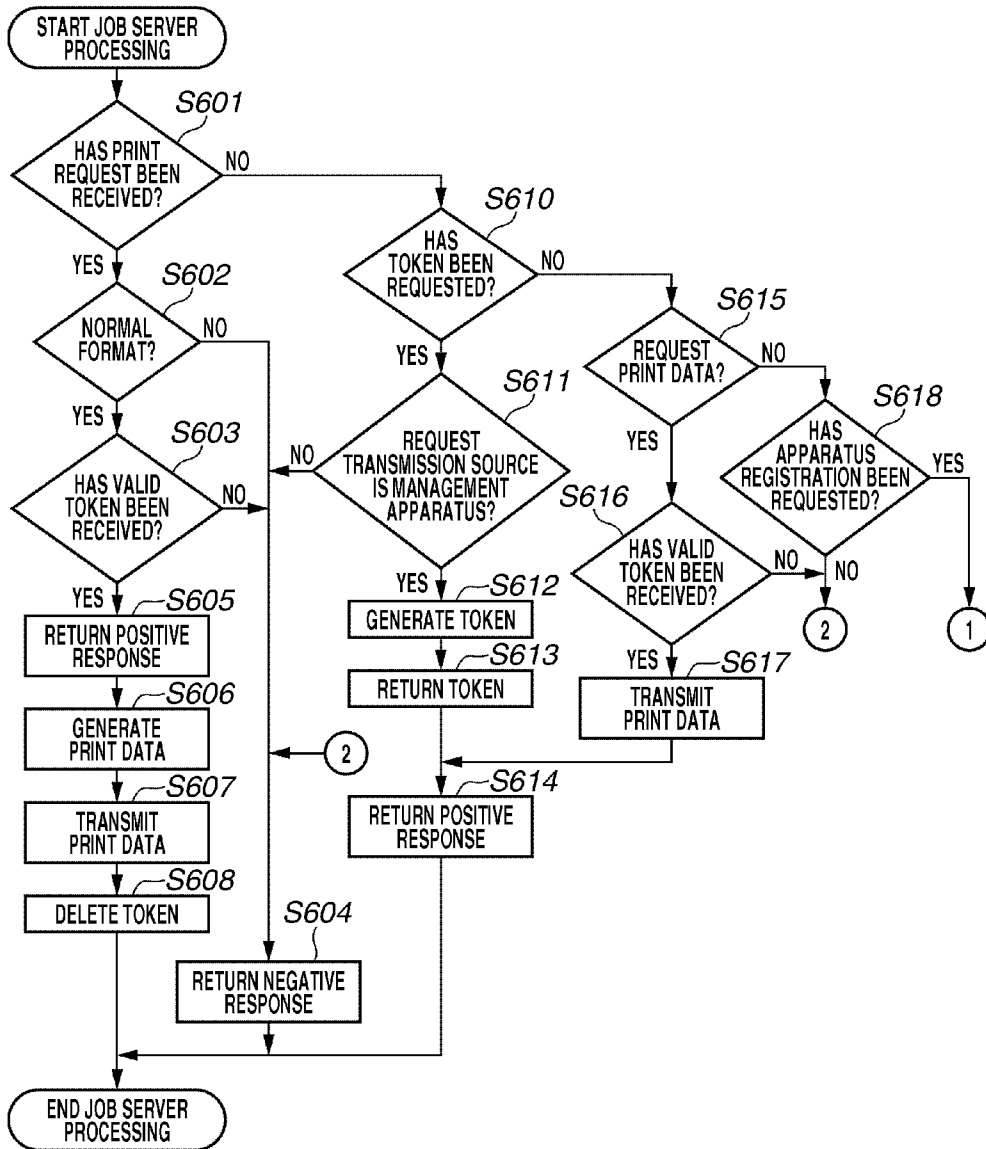 START JOB SERVER
PROCESSING
S601
HAS PRINT
REQUEST BEEN
RECEIVED?
NO
YES
S602
NORMAL
FORMAT?
NO
YES
S603
HAS VALID
TOKEN BEEN
RECEIVED?
NO
YES
S605
RETURN POSITIVE
RESPONSE
S606
GENERATE
PRINT DATA
S607
TRANSMIT
PRINT DATA
S608
DELETE TOKEN
S610
HAS
TOKEN BEEN
REQUESTED?
NO
YES
S611
REQUEST
TRANSMISSION SOURCE
IS MANAGEMENT
APPARATUS?
NO
YES
S612
GENERATE TOKEN
S613
RETURN TOKEN
2
S614
RETURN POSITIVE
RESPONSE
S604
RETURN NEGATIVE
RESPONSE
S615
REQUEST
PRINT DATA?
NO
YES
S616
HAS VALID
TOKEN BEEN
RECEIVED?
NO
YES
S617
TRANSMIT
PRINT DATA
S618
HAS
APPARATUS
REGISTRATION BEEN
REQUESTED?
YES
NO
2
1
END JOB SERVER
PROCESSING